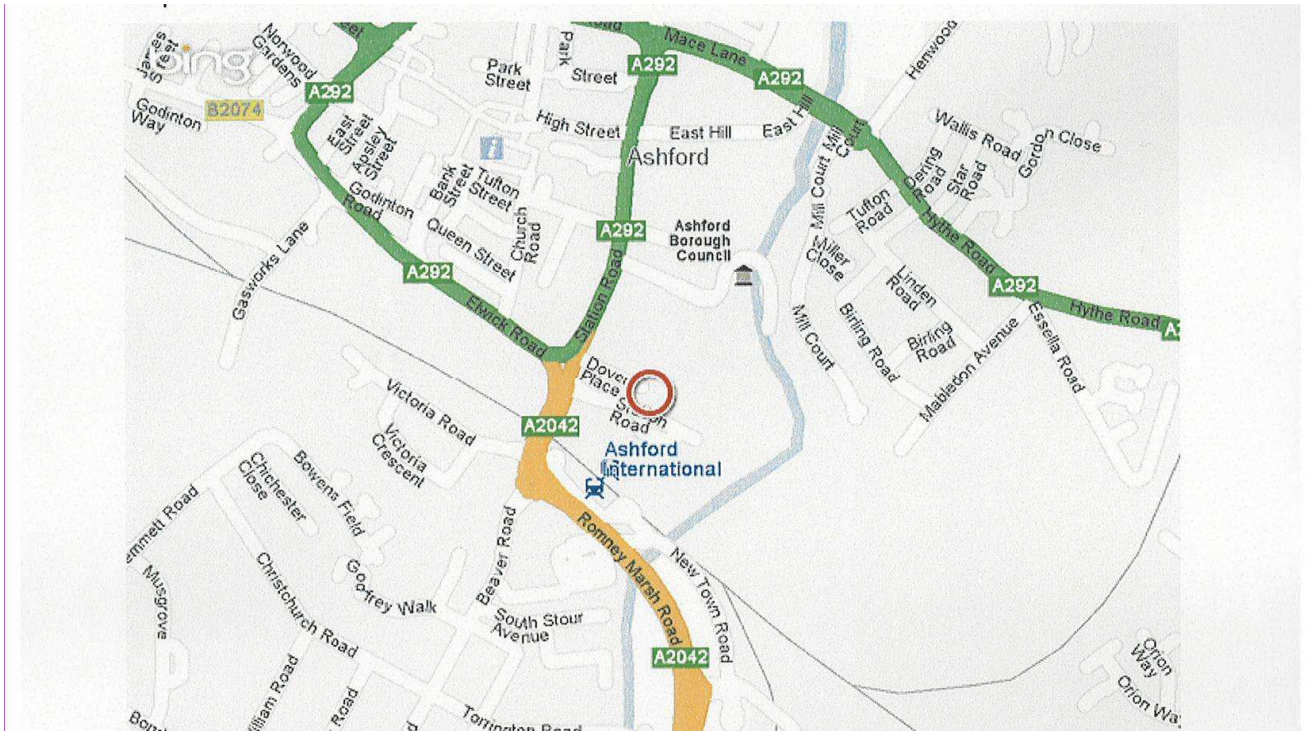 bing
Norwood
Gardens
A292
B2074
Godinton
Way
East
Street
Apsley
Street
Godinton
Road
Park
Street
Park
Street
High Street
A292
Mace Lane
A292
Henwood
East Hill
East Hill
Ashford
Mill
Court
Mill Court
Wallis Road
Gordon Close
Dering
Road
Star
Road
Tufton
Road
Hythe Road
Bank
Street
Tufton
Street
Church
Road
Queen Street
A292
A292
Gasworks Lane
Elwick Road
Station Road
Ashford
Borough
Council
Miller
Close
Linden
Road
A292
Hythe Road
Mill Court
Birling Road
Birling
Road
Mabledon Avenue
Essella Road
Dover
Place
Station
Road
Victoria Road
Victoria
Crescent
A2042
Ashford
International
Bowens Field
Chichester
Close
Beaver Road
Romney Marsh Road
New Town Road
Musgrove
Christchurch Road
Godfrey Walk
South Stour
Avenue
A2042
Orion
Way
Orion Way
Road
Torrington Road